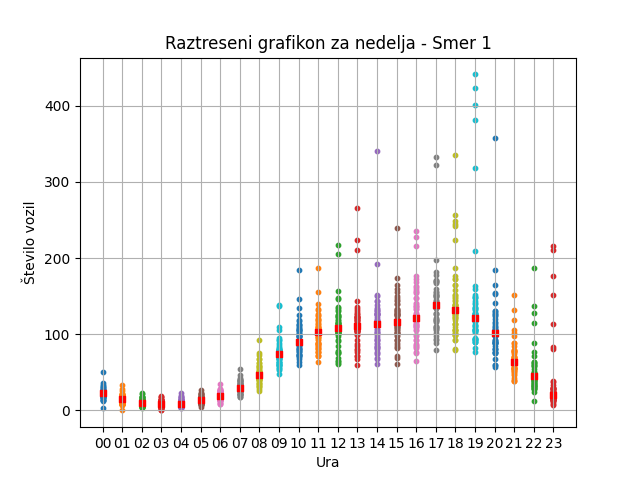 Raztreseni grafikon za nedelja - Smer 1
400
300
200
100
0
Število vozil
00 01 02 03 04 05 06 07 08 09 10 11 12 13 14 15 16 17 18 19 20 21 22 23
Ura